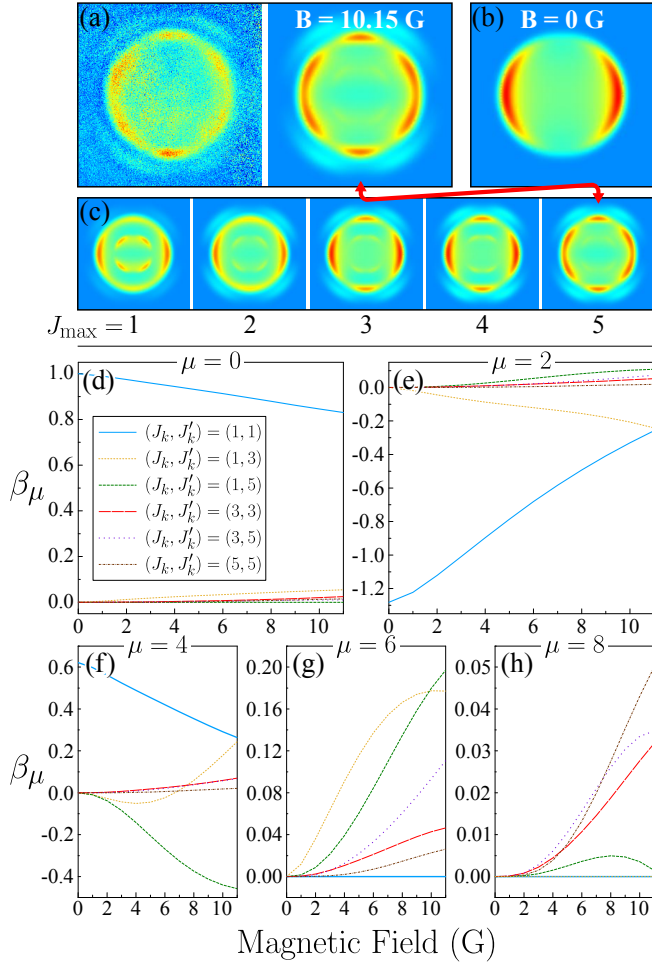 (a) B = 10.15 G (b) B = 0 G
(c)
J_max = 1 2 3 4 5
(d) μ = 0
(e) μ = 2
β_μ
1.0
0.8
0.6
0.4
0.2
0.0
(J_k, J'_k) = (1, 1)
(J_k, J'_k) = (1, 3)
(J_k, J'_k) = (1, 5)
(J_k, J'_k) = (3, 3)
(J_k, J'_k) = (3, 5)
(J_k, J'_k) = (5, 5)
0 2 4 6 8 10
0.0
-0.2
-0.4
-0.6
-0.8
-1.0
-1.2
0 2 4 6 8 10
(f) μ = 4
(g) μ = 6
(h) μ = 8
β_μ
0.6
0.4
0.2
0.0
-0.2
-0.4
0 2 4 6 8 10
0.20
0.16
0.12
0.08
0.04
0.00
0 2 4 6 8 10
0.05
0.04
0.03
0.02
0.01
0.00
0 2 4 6 8 10
Magnetic Field (G)